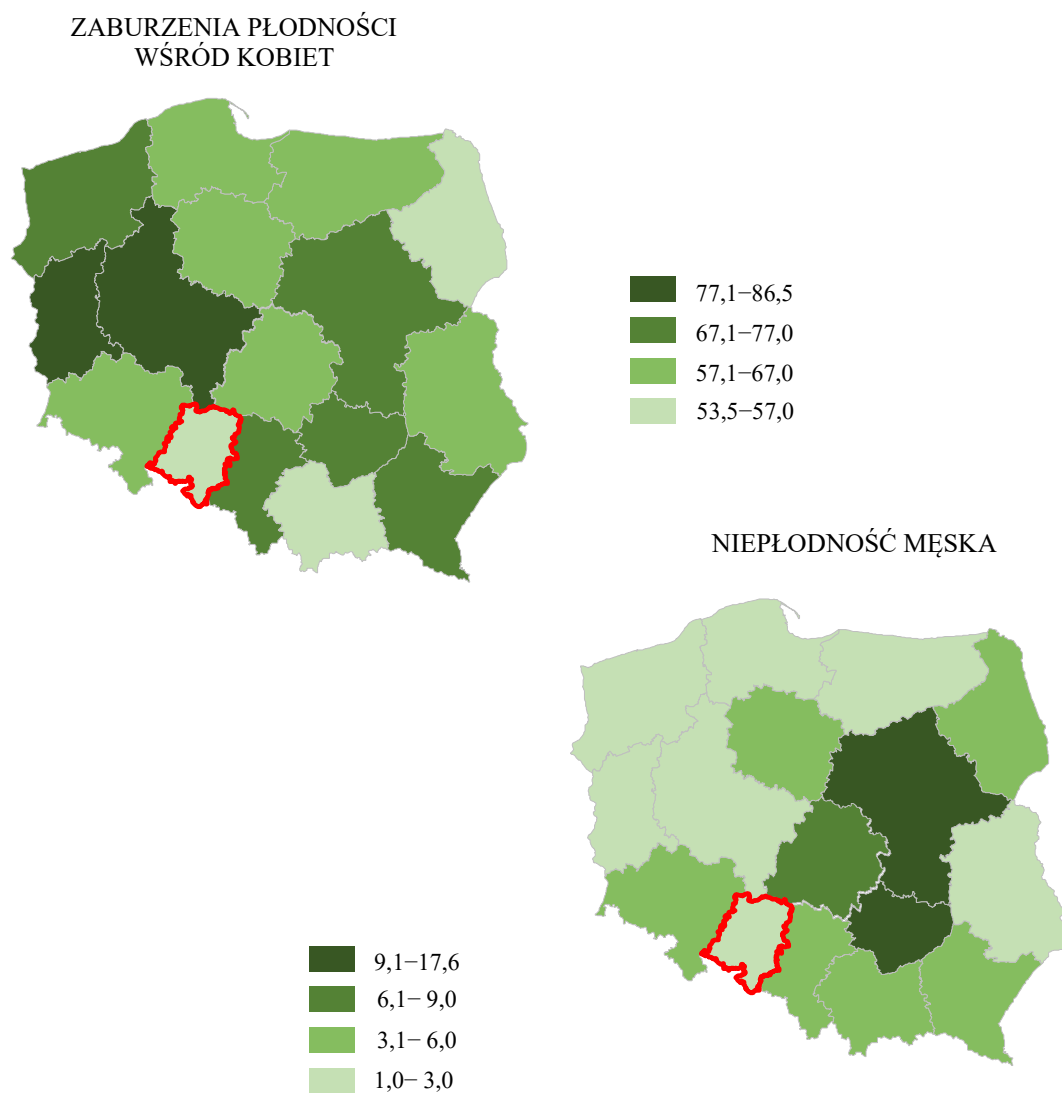 ZABURZENIA PŁODNOŚCI
WŚRÓD KOBIET
77,1−86,5
67,1−77,0
57,1−67,0
53,5−57,0
NIEPŁODNOŚĆ MĘSKA
9,1−17,6
6,1− 9,0
3,1− 6,0
1,0− 3,0